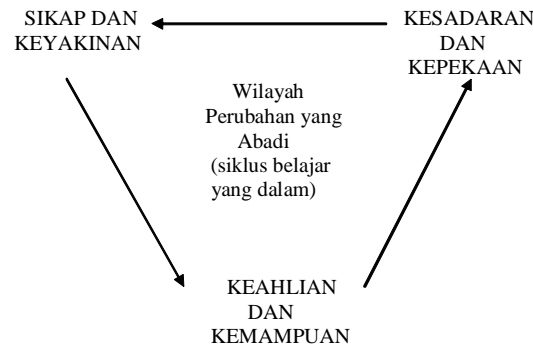 SIKAP DAN
KEYAKINAN
KESADARAN
DAN
KEPEKAAN
Wilayah
Perubahan yang
Abadi
(siklus belajar
yang dalam)
KEAHLIAN
DAN
KEMAMPUAN